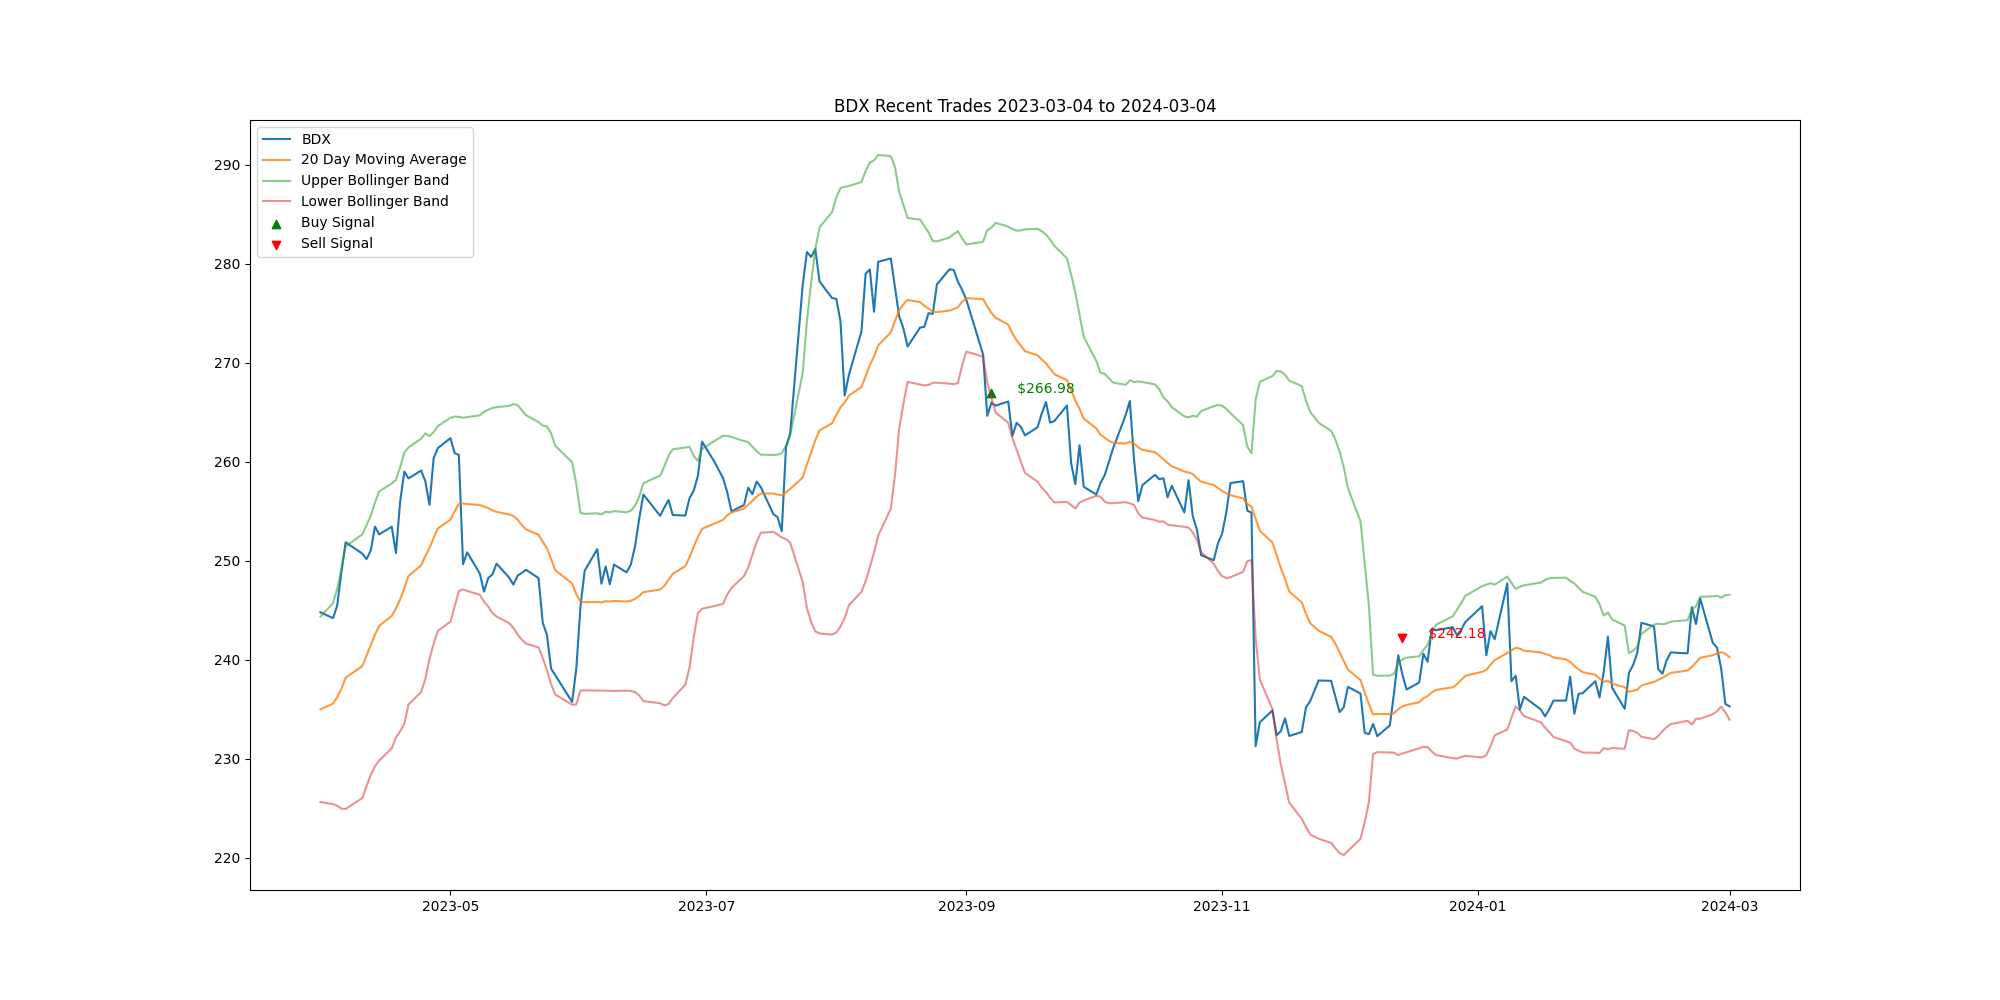 BDX Recent Trades 2023-03-04 to 2024-03-04
BDX
20 Day Moving Average
Upper Bollinger Band
Lower Bollinger Band
Buy Signal
Sell Signal
290
280
270
260
250
240
230
220
$266.98
$242.18
2023-05
2023-07
2023-09
2023-11
2024-01
2024-03